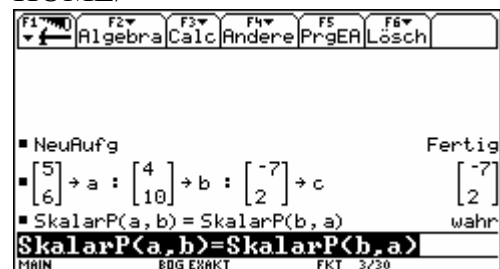 HOME/
F1 F2 F3 F4 F5 F6
Algebra Calc Andere PrgEA Lösch
▪ NeuAufg Fertig
▪ [5 6] → a : [4 10] → b : [-7 2] → c [-7 2]
▪ SkalarP(a,b) = SkalarP(b,a) wahr
SkalarP(a,b)=SkalarP(b,a)
MAIN BOG EXAKT FKT 3/30